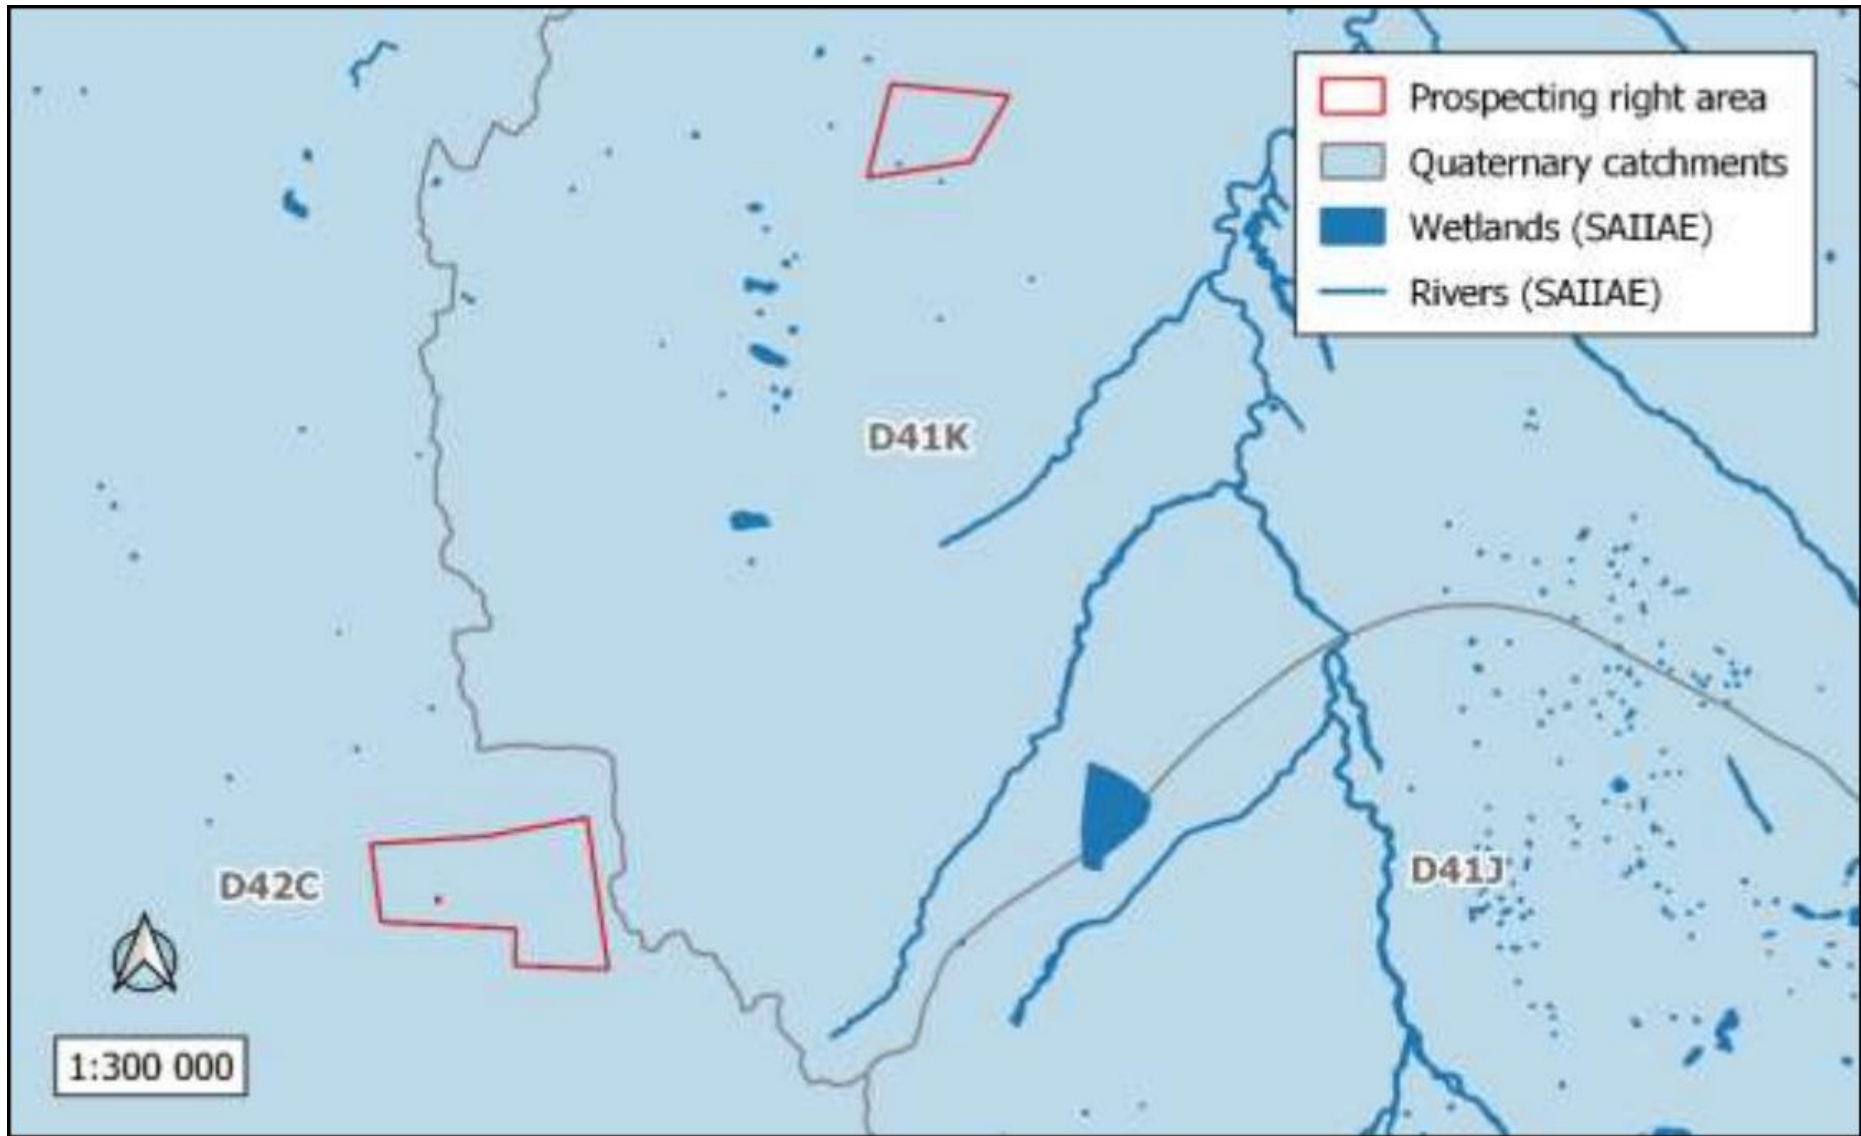 Prospecting right area
Quaternary catchments
Wetlands (SAIIAE)
Rivers (SAIIAE)
D41K
D42C
D41J
1:300 000